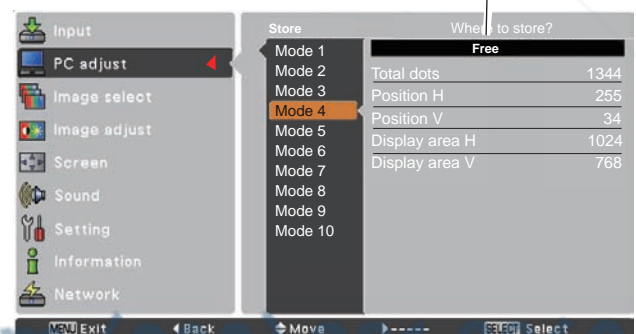 Input
PC adjust
Image select
Image adjust
Screen
Sound
Setting
Information
Network
Store
Mode 1
Mode 2
Mode 3
Mode 4
Mode 5
Mode 6
Mode 7
Mode 8
Mode 9
Mode 10
Where to store?
Free
Total dots 1344
Position H 255
Position V 34
Display area H 1024
Display area V 768
MENU Exit Back Move ----- SELECT Select